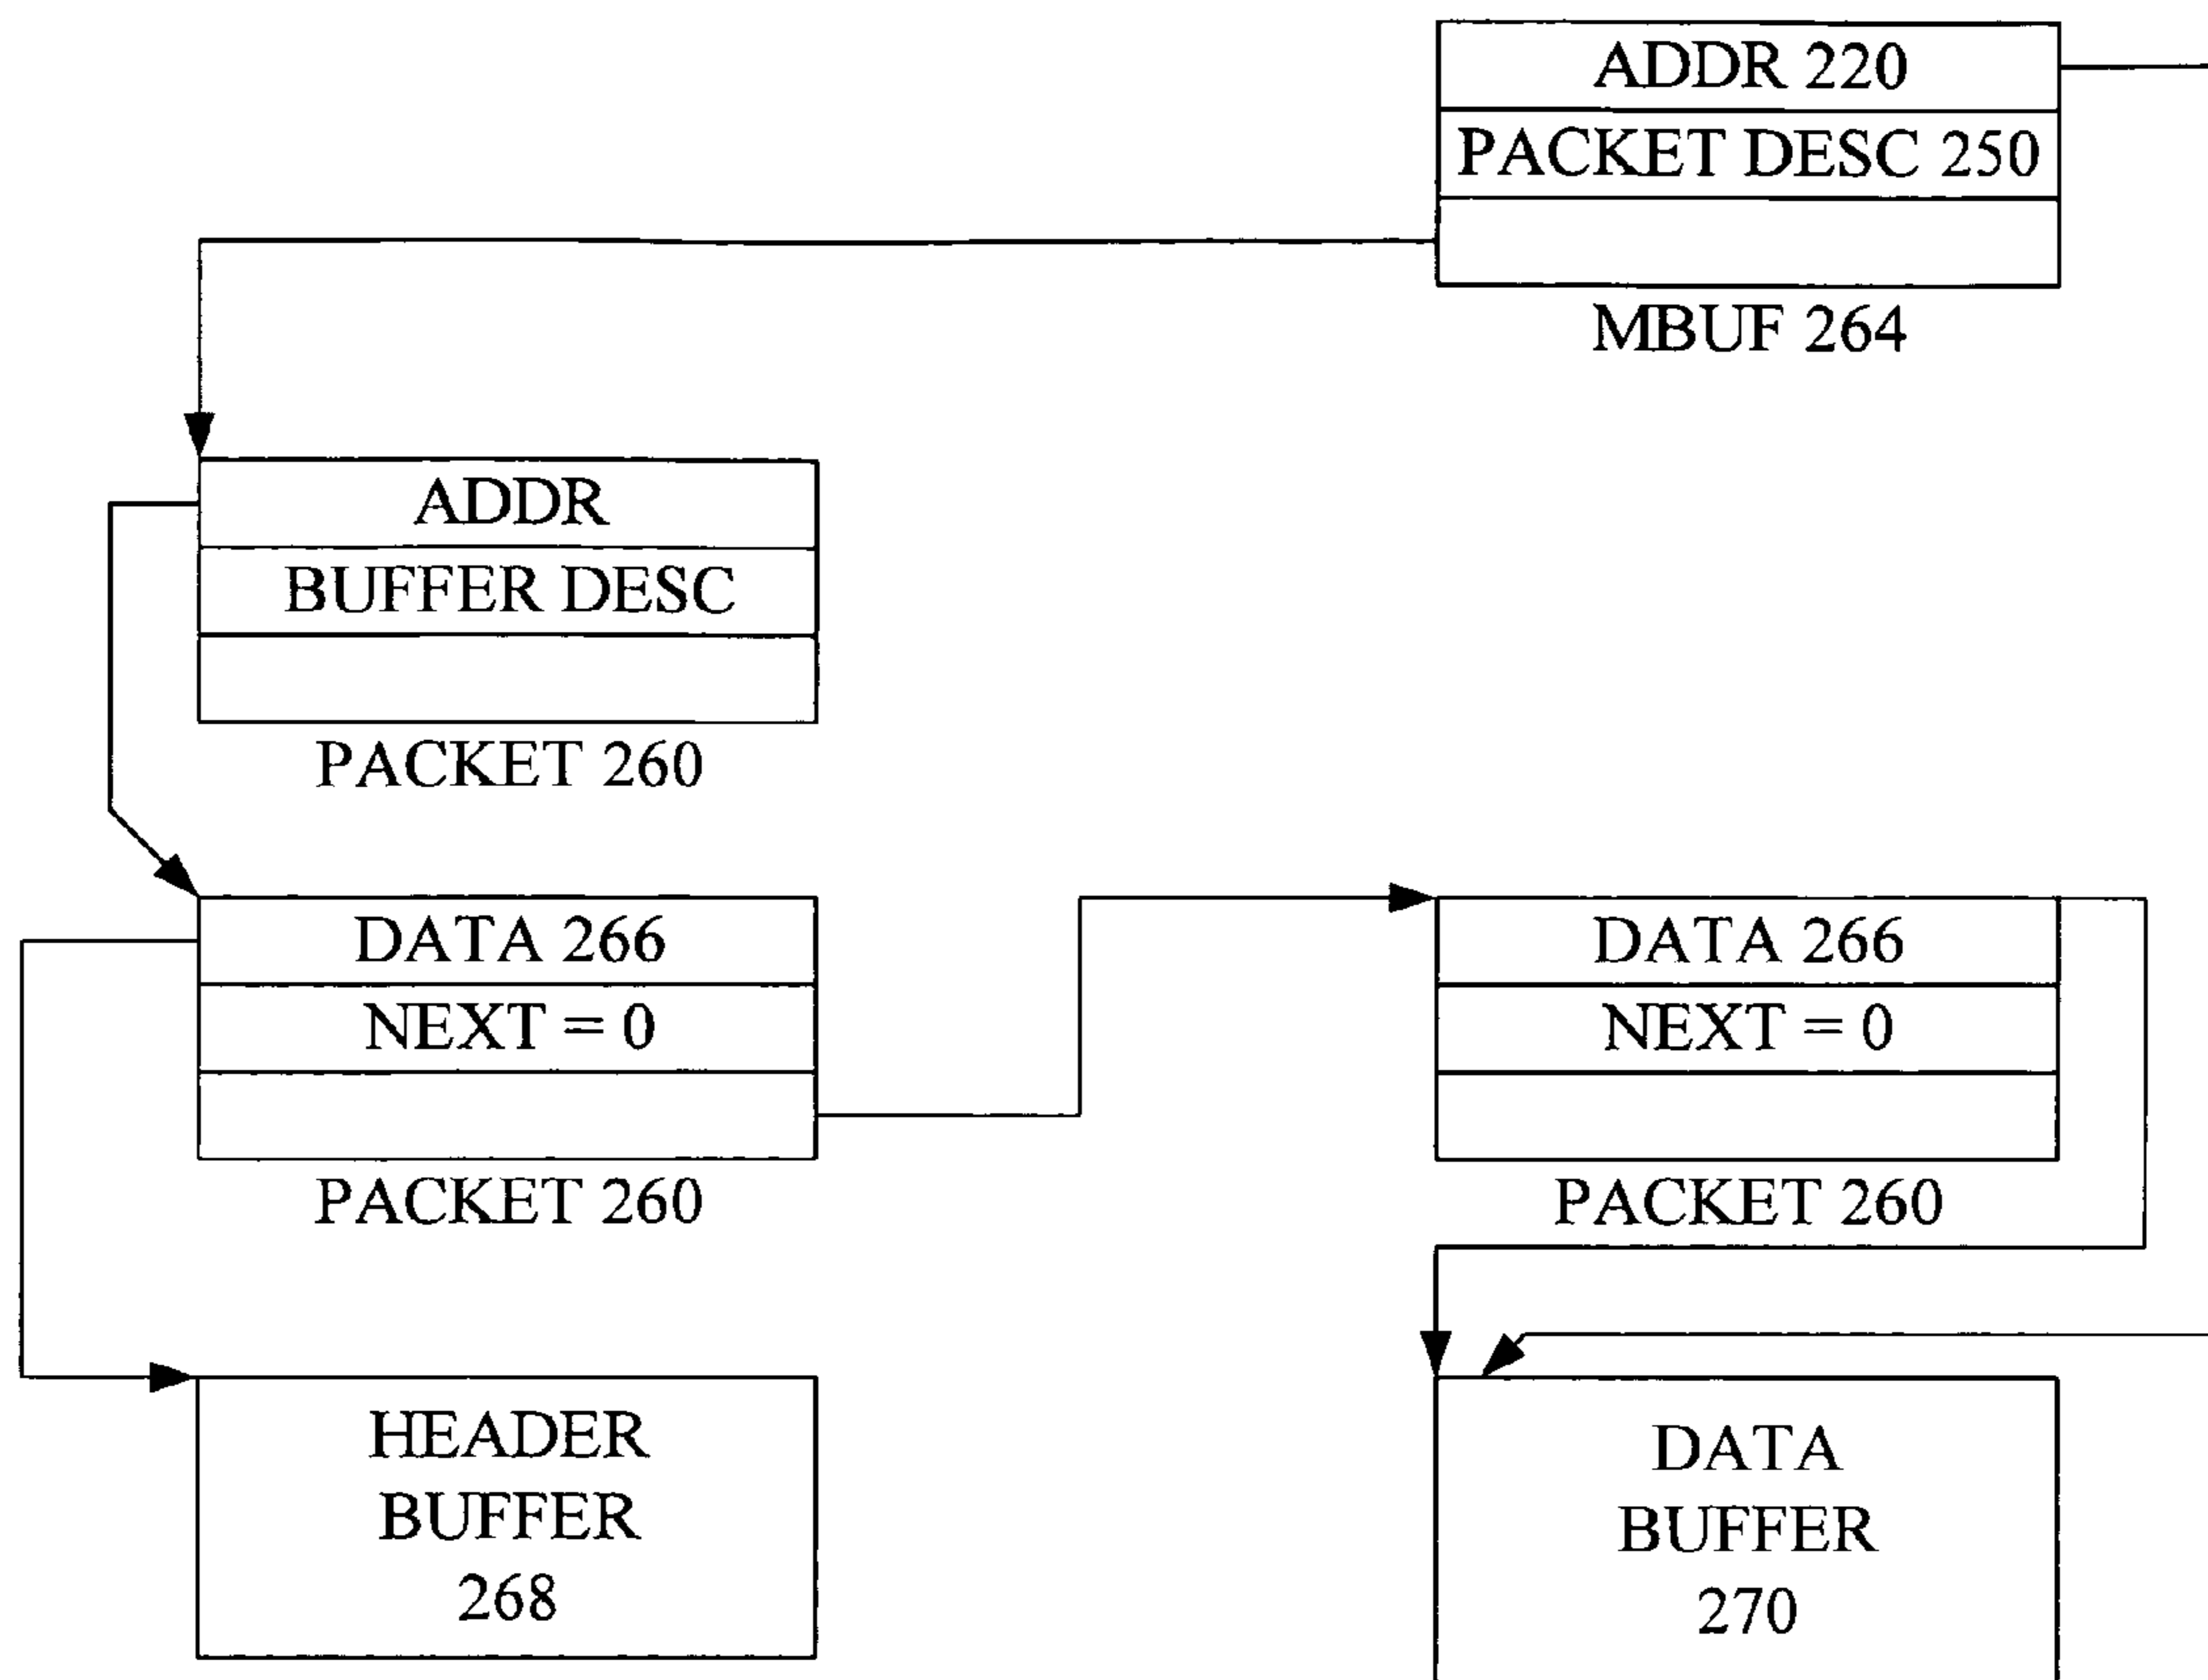 ADDR 220
PACKET DESC 250
MBUF 264
ADDR
BUFFER DESC
PACKET 260
DATA 266
NEXT = 0
PACKET 260
DATA 266
NEXT = 0
PACKET 260
HEADER
BUFFER
268
DATA
BUFFER
270